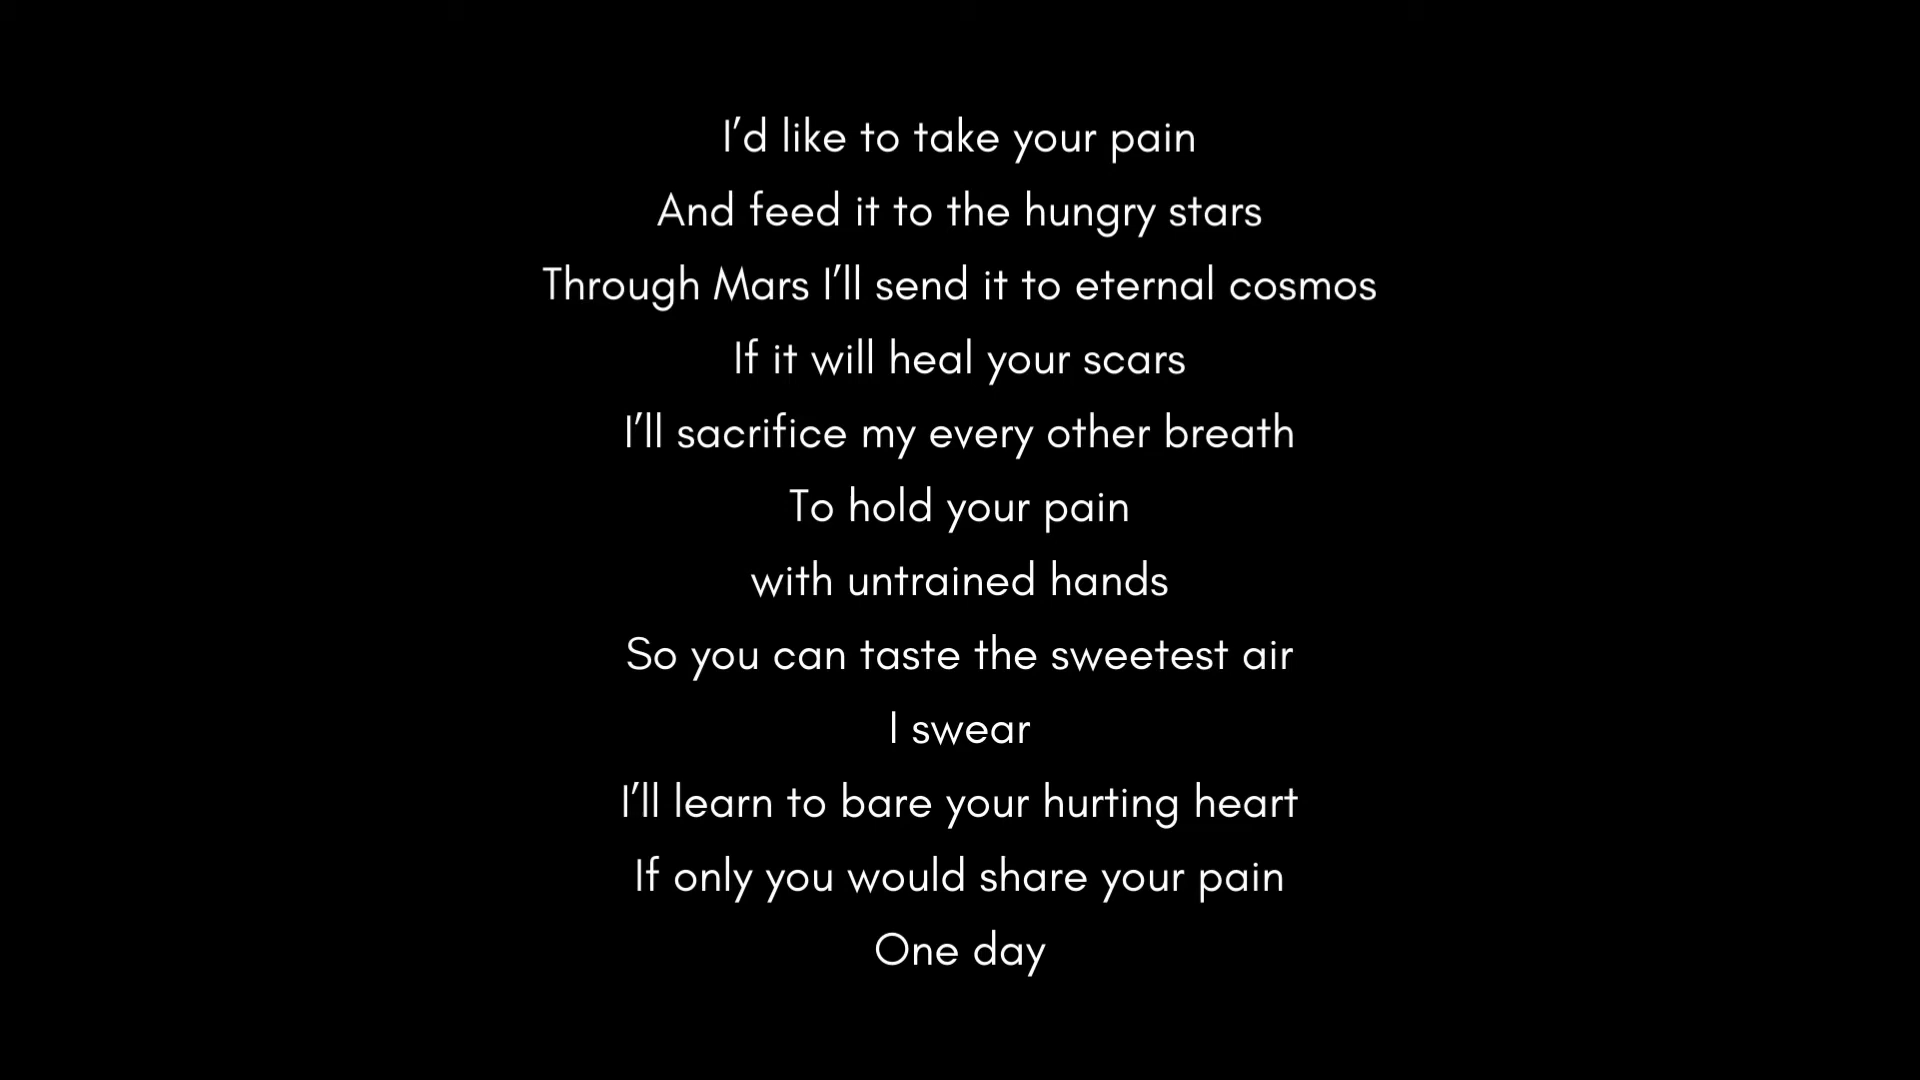 I’d like to take your pain
And feed it to the hungry stars
Through Mars I’ll send it to eternal cosmos
If it will heal your scars
I’ll sacrifice my every other breath
To hold your pain
with untrained hands
So you can taste the sweetest air
I swear
I’ll learn to bare your hurting heart
If only you would share your pain
One day